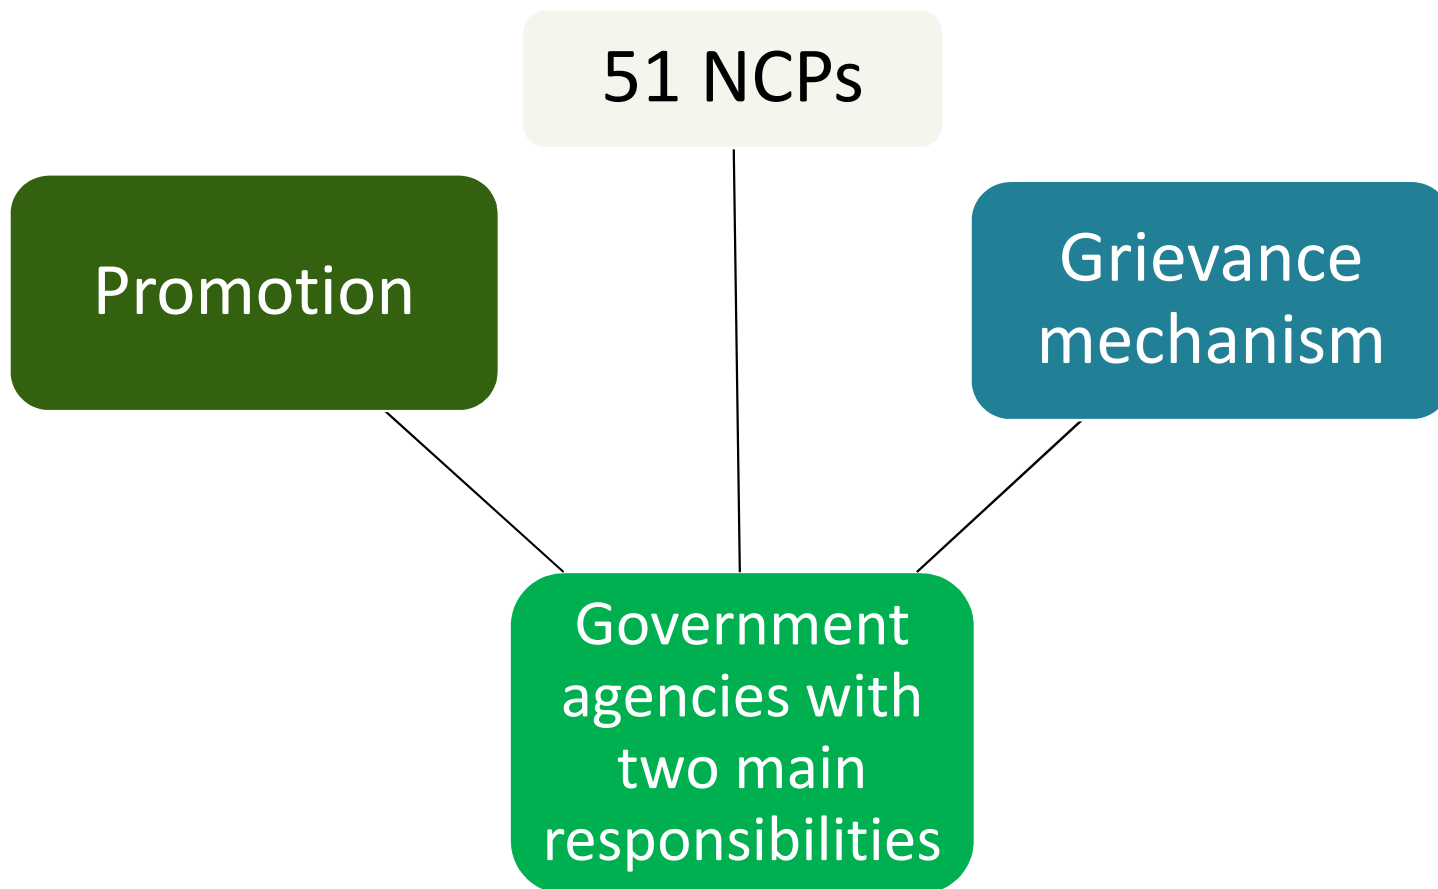 51 NCPs
Promotion
Grievance
mechanism
Government
agencies with
two main
responsibilities